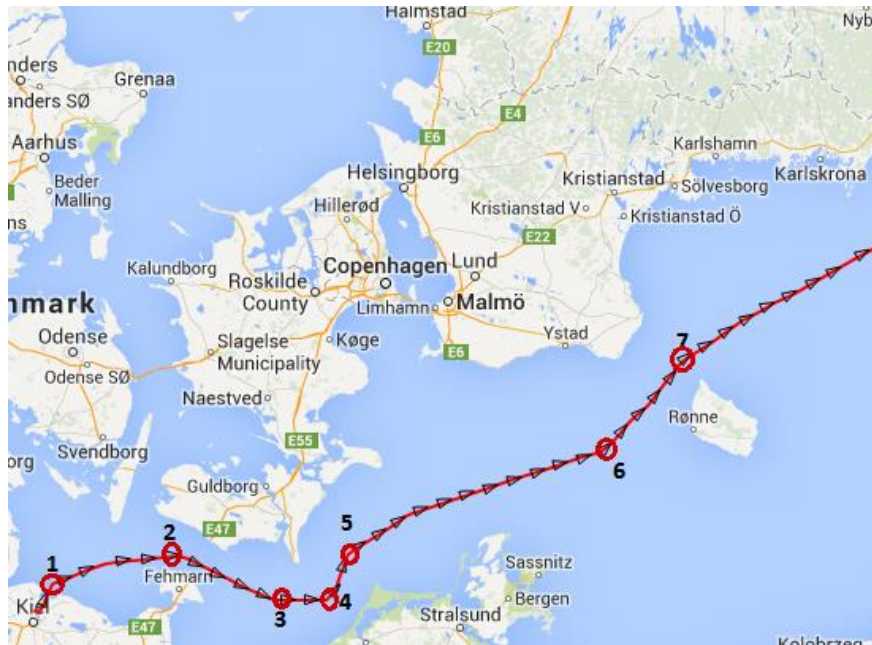 Halmstad
Nyb
E20
nders
Grenaa
anders SØ
E4
E6
Aarhus
Karlshamn
Helsingborg
Beder
Malling
Kristianstad
Sölvesborg
Karlskrona
Hillerød
Kristianstad V
Kristianstad Ö
ns
E22
Kalundborg
Copenhagen
Lund
Roskilde
County
nmark
Limhamn
Malmö
Odense
Slagelse
Municipality
Køge
Ystad
7
E6
Odense SØ
Naestved
Rønne
Svendborg
E55
org
6
Guldborg
E47
5
2
1
Fehmarn
Sassnitz
Bergen
3
4
Kiel
E47
Stralsund
Kolobrzeg